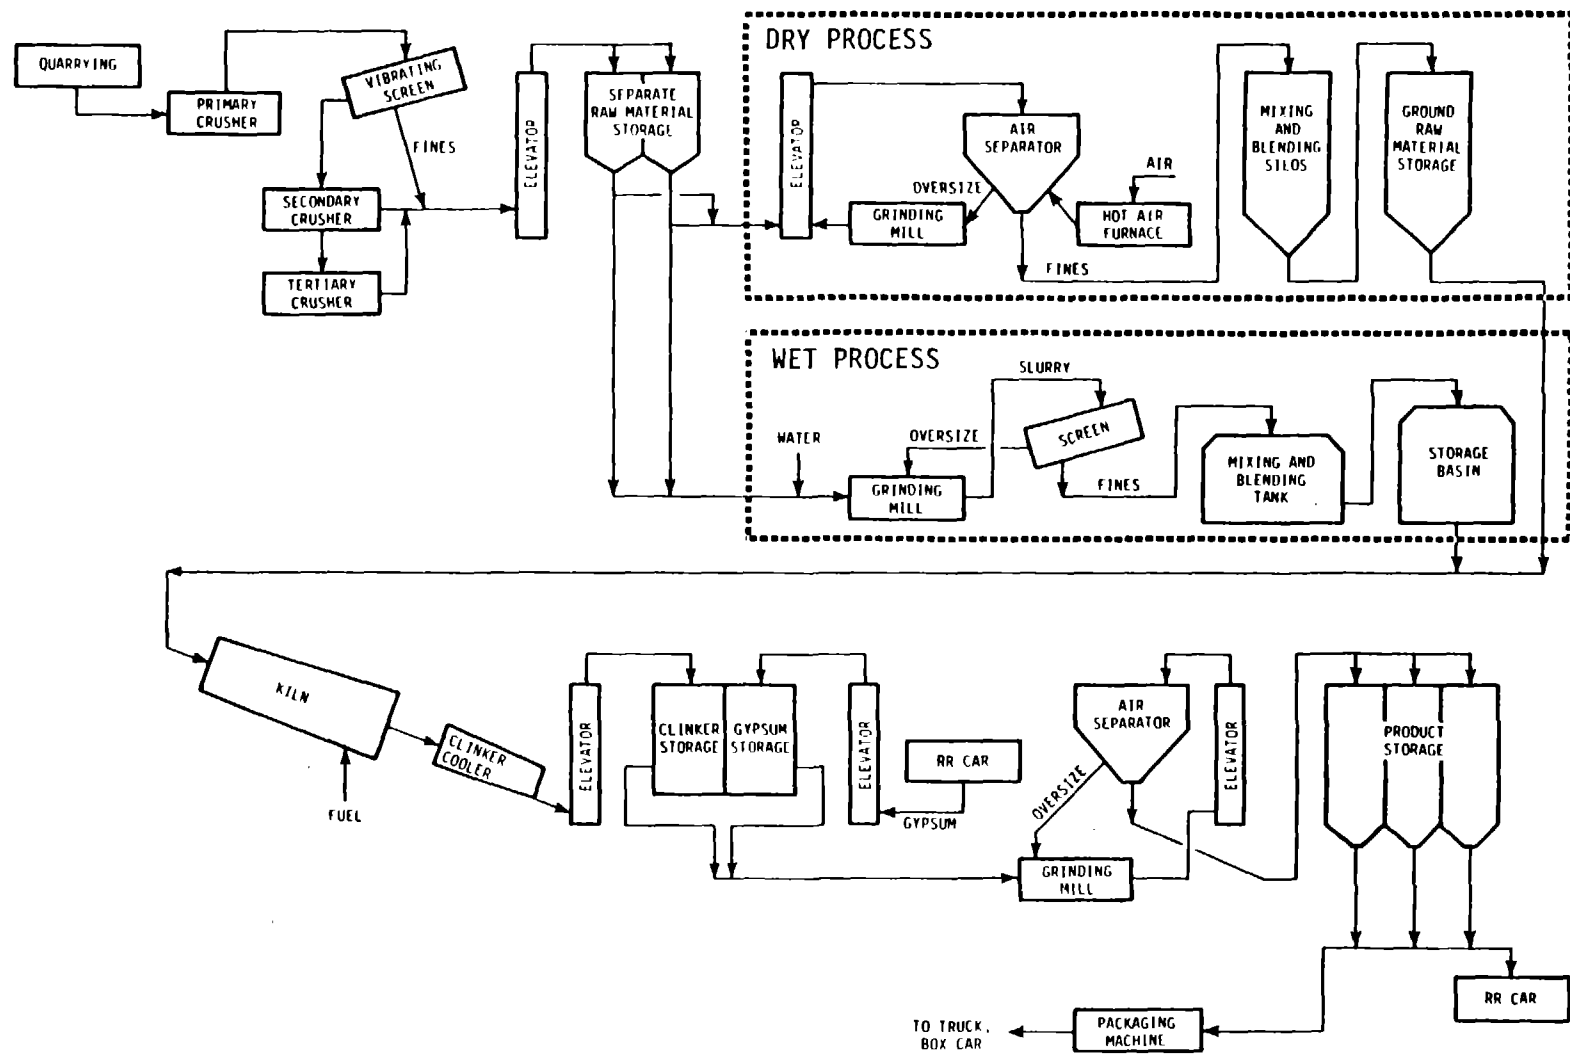 QUARRYING
PRIMARY
CRUSHER
VIBRATING
SCREEN
FINES
SECONDARY
CRUSHER
TERTIARY
CRUSHER
ELEVATOR
SEPARATE
RAW MATERIAL
STORAGE
DRY PROCESS
ELEVATOR
AIR
SEPARATOR
OVERSIZE
GRINDING
MILL
AIR
HOT AIR
FURNACE
FINES
MIXING
AND
BLENDING
SILOS
GROUND
RAW
MATERIAL
STORAGE
WET PROCESS
WATER
OVERSIZE
GRINDING
MILL
SLURRY
SCREEN
FINES
MIXING AND
BLENDING
TANK
STORAGE
BASIN
KILN
FUEL
CLINKER
COOLER
ELEVATOR
CLINKER
STORAGE
GYPSUM
STORAGE
ELEVATOR
RR CAR
GYPSUM
AIR
SEPARATOR
OVERSIZE
GRINDING
MILL
ELEVATOR
PRODUCT
STORAGE
RR CAR
PACKAGING
MACHINE
TO TRUCK,
BOX CAR